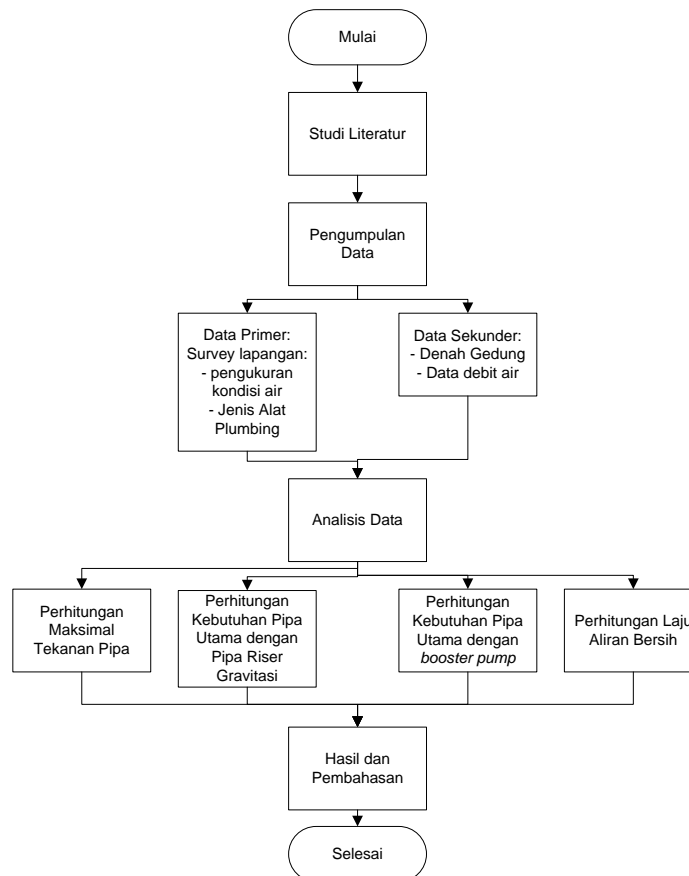 Mulai
Studi Literatur
Pengumpulan
Data
Data Primer:
Survey lapangan:
- pengukuran
kondisi air
- Jenis Alat
Plumbing
Data Sekunder:
- Denah Gedung
- Data debit air
Analisis Data
Perhitungan
Maksimal
Tekanan Pipa
Perhitungan
Kebutuhan Pipa
Utama dengan
Pipa Riser
Gravitasi
Perhitungan
Kebutuhan Pipa
Utama dengan
booster pump
Perhitungan Laju
Aliran Bersih
Hasil dan
Pembahasan
Selesai